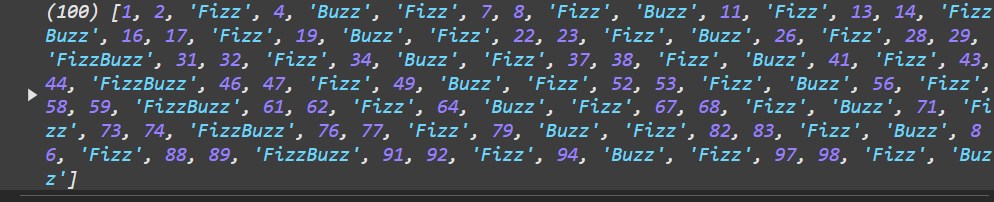 (100) [1, 2, 'Fizz', 4, 'Buzz', 'Fizz', 7, 8, 'Fizz', 'Buzz', 11, 'Fizz', 13, 14, 'Fizz
Buzz', 16, 17, 'Fizz', 19, 'Buzz', 'Fizz', 22, 23, 'Fizz', 'Buzz', 26, 'Fizz', 28, 29,
'FizzBuzz', 31, 32, 'Fizz', 34, 'Buzz', 'Fizz', 37, 38, 'Fizz', 'Buzz', 41, 'Fizz', 43,
44, 'FizzBuzz', 46, 47, 'Fizz', 49, 'Buzz', 'Fizz', 52, 53, 'Fizz', 'Buzz', 56, 'Fizz',
58, 59, 'FizzBuzz', 61, 62, 'Fizz', 64, 'Buzz', 'Fizz', 67, 68, 'Fizz', 'Buzz', 71, 'Fi
zz', 73, 74, 'FizzBuzz', 76, 77, 'Fizz', 79, 'Buzz', 'Fizz', 82, 83, 'Fizz', 'Buzz', 8
6, 'Fizz', 88, 89, 'FizzBuzz', 91, 92, 'Fizz', 94, 'Buzz', 'Fizz', 97, 98, 'Fizz', 'Buz
z']